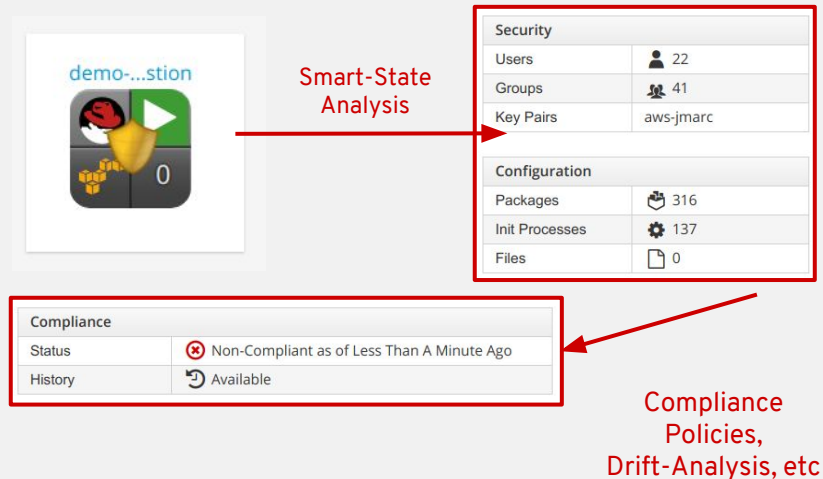 demo-...stion
0
Smart-State
Analysis
Security
Users 22
Groups 41
Key Pairs aws-jmarc
Configuration
Packages 316
Init Processes 137
Files 0
Compliance
Status Non-Compliant as of Less Than A Minute Ago
History Available
Compliance
Policies,
Drift-Analysis, etc